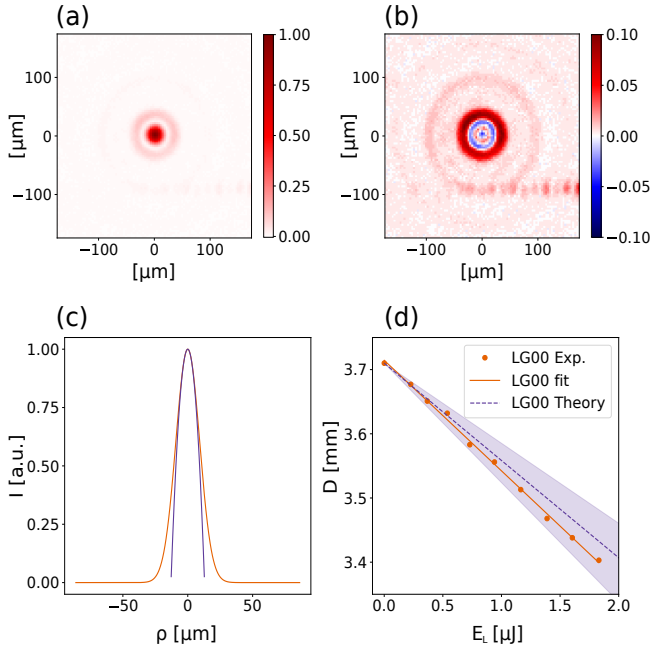 (a)
(b)
100
0
−100
[µm]
−100
0
100
[µm]
1.00
0.75
0.50
0.25
0.00
100
0
−100
[µm]
−100
0
100
[µm]
0.10
0.05
0.00
−0.05
−0.10
(c)
(d)
1.00
0.75
0.50
0.25
0.00
I [a.u.]
−50
0
50
ρ [µm]
3.7
3.6
3.5
3.4
D [mm]
LG00 Exp.
LG00 fit
LG00 Theory
0.0
0.5
1.0
1.5
2.0
E_L [µJ]